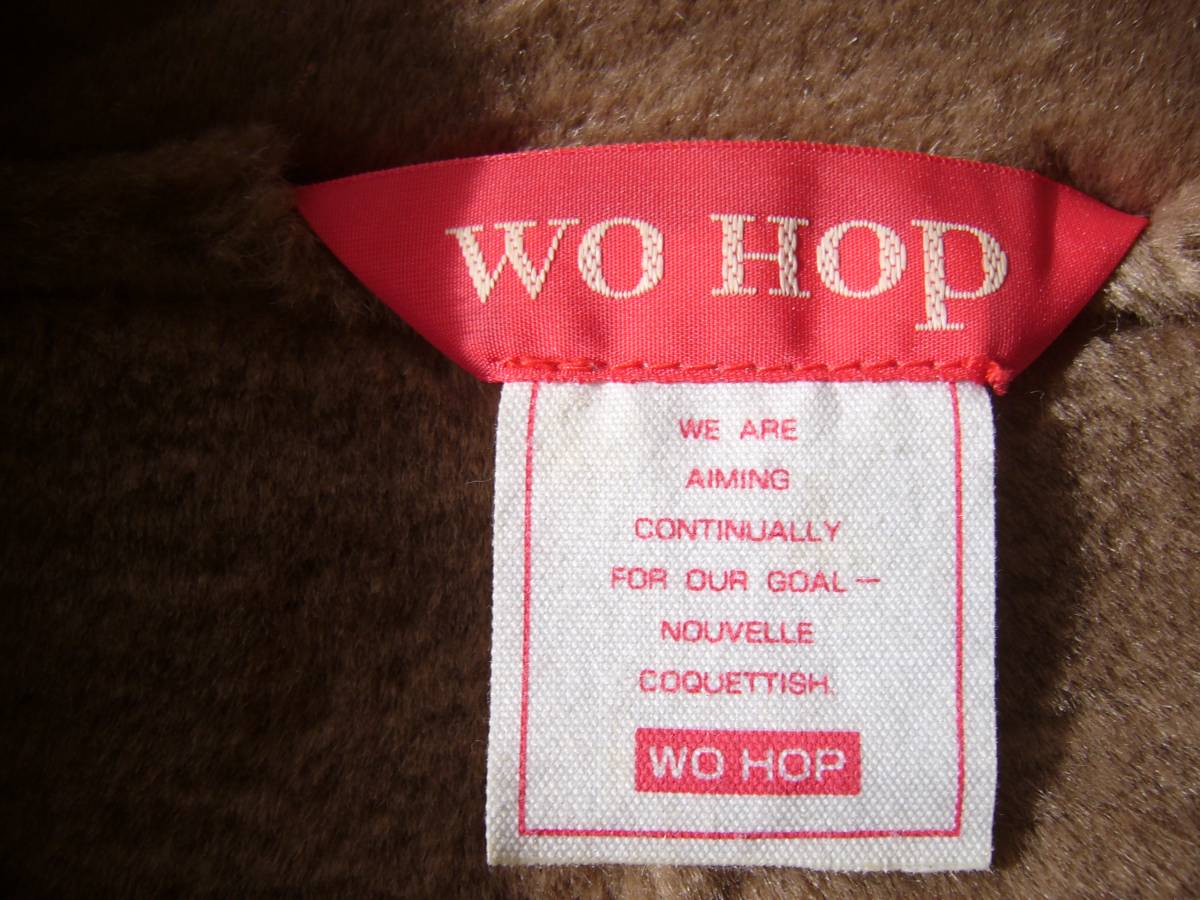 WO HOP
WE ARE
AIMING
CONTINUALLY
FOR OUR GOAL—
NOUVELLE
COQUETTISH.
WO HOP